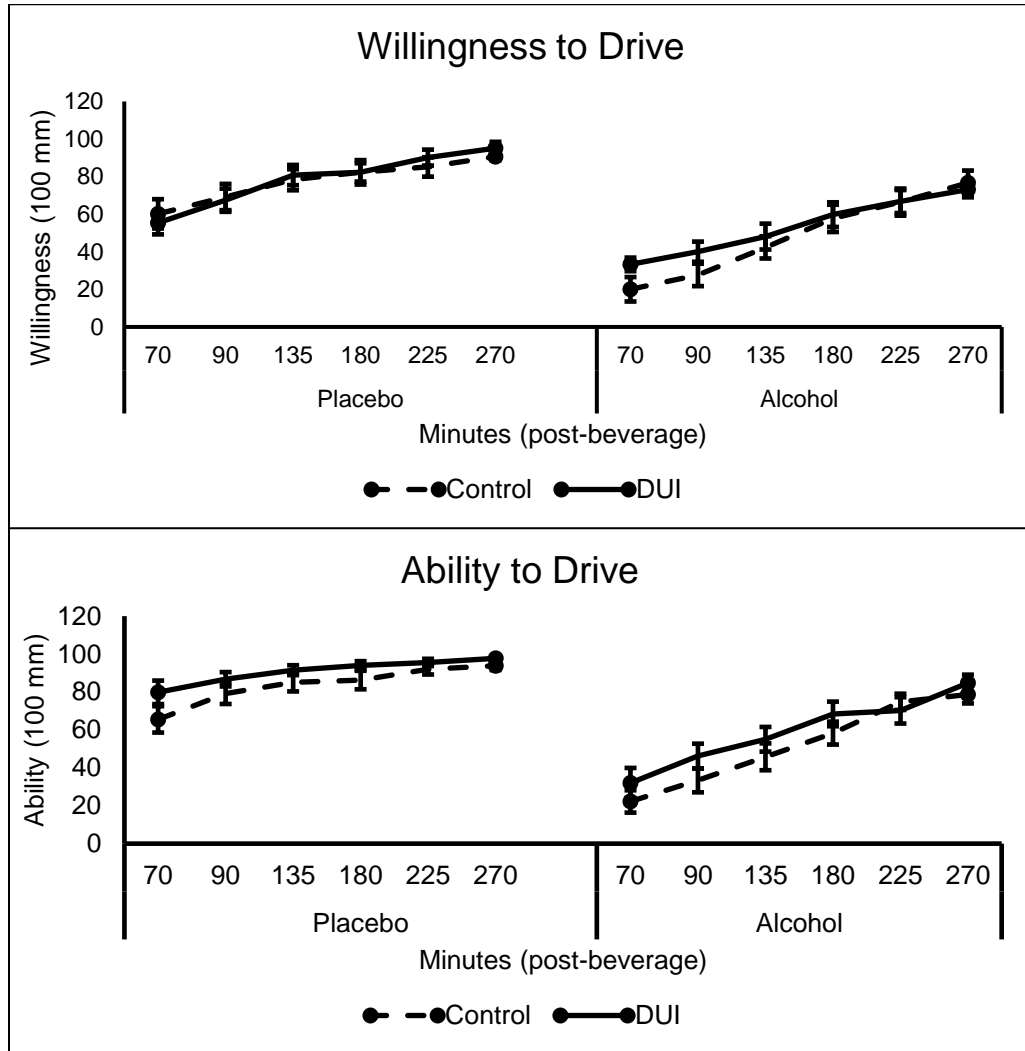 Willingness to Drive
Willingness (100 mm)
120
100
80
60
40
20
0
70 90 135 180 225 270 70 90 135 180 225 270
Placebo Alcohol
Minutes (post-beverage)
Control DUI
Ability to Drive
Ability (100 mm)
120
100
80
60
40
20
0
70 90 135 180 225 270 70 90 135 180 225 270
Placebo Alcohol
Minutes (post-beverage)
Control DUI